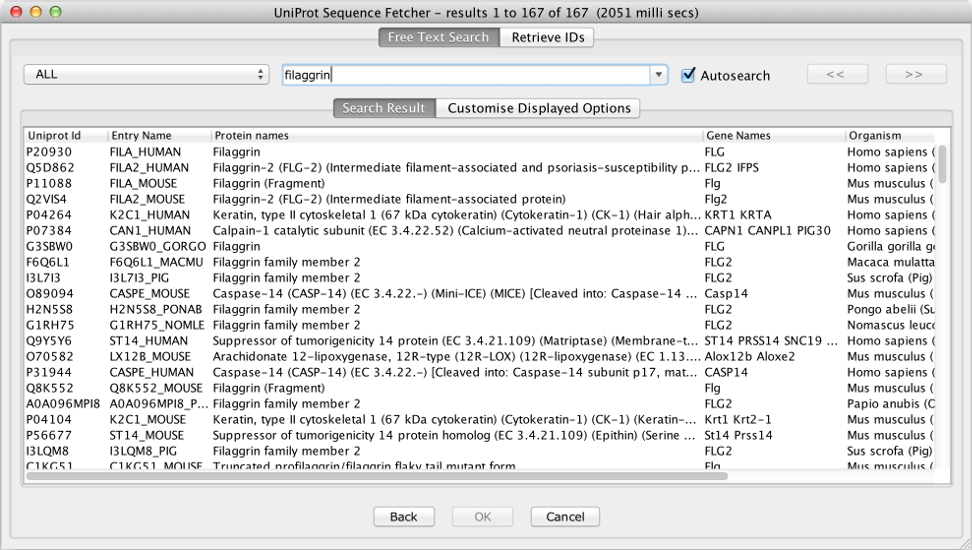 UniProt Sequence Fetcher – results 1 to 167 of 167 (2051 milli secs)
Free Text Search Retrieve IDs
ALL filaggrin Autosearch << >>
Search Result Customise Displayed Options
Uniprot Id Entry Name Protein names Gene Names Organism
P20930 FILA_HUMAN Filaggrin FLG Homo sapiens (
Q5D862 FILA2_HUMAN Filaggrin-2 (FLG-2) (Intermediate filament-associated and psoriasis-susceptibility p... FLG2 IFPS Homo sapiens (
P11088 FILA_MOUSE Filaggrin (Fragment) Flg Mus musculus (
Q2VIS4 FILA2_MOUSE Filaggrin-2 (FLG-2) (Intermediate filament-associated protein) Flg2 Mus musculus (
P04264 K2C1_HUMAN Keratin, type II cytoskeletal 1 (67 kDa cytokeratin) (Cytokeratin-1) (CK-1) (Hair alph... KRT1 KRTA Homo sapiens (
P07384 CAN1_HUMAN Calpain-1 catalytic subunit (EC 3.4.22.52) (Calcium-activated neutral proteinase 1)... CAPN1 CANPL1 PIG30 Homo sapiens (
G3SBW0 G3SBW0_GORGO Filaggrin FLG Gorilla gorilla go
F6Q6L1 F6Q6L1_MACMU Filaggrin family member 2 FLG2 Macaca mulatta
I3L7I3 I3L7I3_PIG Filaggrin family member 2 FLG2 Sus scrofa (Pig)
O89094 CASPE_MOUSE Caspase-14 (CASP-14) (EC 3.4.22.-) (Mini-ICE) (MICE) [Cleaved into: Caspase-14 ... Casp14 Mus musculus (
H2N5S8 H2N5S8_PONAB Filaggrin family member 2 FLG2 Pongo abelii (Su
G1RH75 G1RH75_NOMLE Filaggrin family member 2 FLG2 Nomascus leuco
Q9Y5Y6 ST14_HUMAN Suppressor of tumorigenicity 14 protein (EC 3.4.21.109) (Matriptase) (Membrane-t... ST14 PRSS14 SNC19 ... Homo sapiens (
O70582 LX12B_MOUSE Arachidonate 12-lipoxygenase, 12R-type (12R-LOX) (12R-lipoxygenase) (EC 1.13.... Alox12b Aloxe2 Mus musculus (
P31944 CASPE_HUMAN Caspase-14 (CASP-14) (EC 3.4.22.-) [Cleaved into: Caspase-14 subunit p17, mat... CASP14 Homo sapiens (
Q8K552 Q8K552_MOUSE Filaggrin (Fragment) Flg Mus musculus (
A0A096MPI8 A0A096MPI8_P... Filaggrin family member 2 FLG2 Papio anubis (O
P04104 K2C1_MOUSE Keratin, type II cytoskeletal 1 (67 kDa cytokeratin) (Cytokeratin-1) (CK-1) (Keratin-... Krt1 Krt2-1 Mus musculus (
P56677 ST14_MOUSE Suppressor of tumorigenicity 14 protein homolog (EC 3.4.21.109) (Epithin) (Serine ... St14 Prss14 Mus musculus (
I3LQM8 I3LQM8_PIG Filaggrin family member 2 FLG2 Sus scrofa (Pig)
C1KG51 C1KG51_MOUSE Truncated profilaggrin/filaggrin flaky tail mutant form Flg Mus musculus (
Back OK Cancel